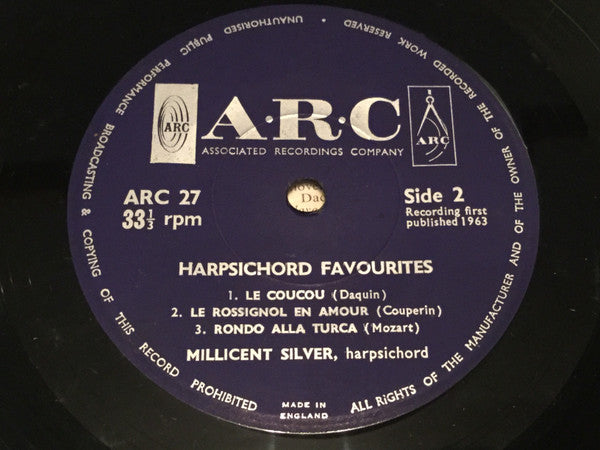 A·R·C
ASSOCIATED RECORDINGS COMPANY
ARC
ARC
ARC 27
33⅓ rpm
Side 2
Recording first
published 1963
HARPSICHORD FAVOURITES
1. LE COUCOU (Daquin)
2. LE ROSSIGNOL EN AMOUR (Couperin)
3. RONDO ALLA TURCA (Mozart)
MILLICENT SILVER, harpsichord
MADE IN
ENGLAND
ALL RiGHTS OF THE MANUFACTURER AND OF THE OWNER OF THE RECORDED WORK RESERVED
UNAUTHORISED PUBLIC PERFORMANCE BROADCASTING & COPYING OF THIS RECORD PROHIBITED